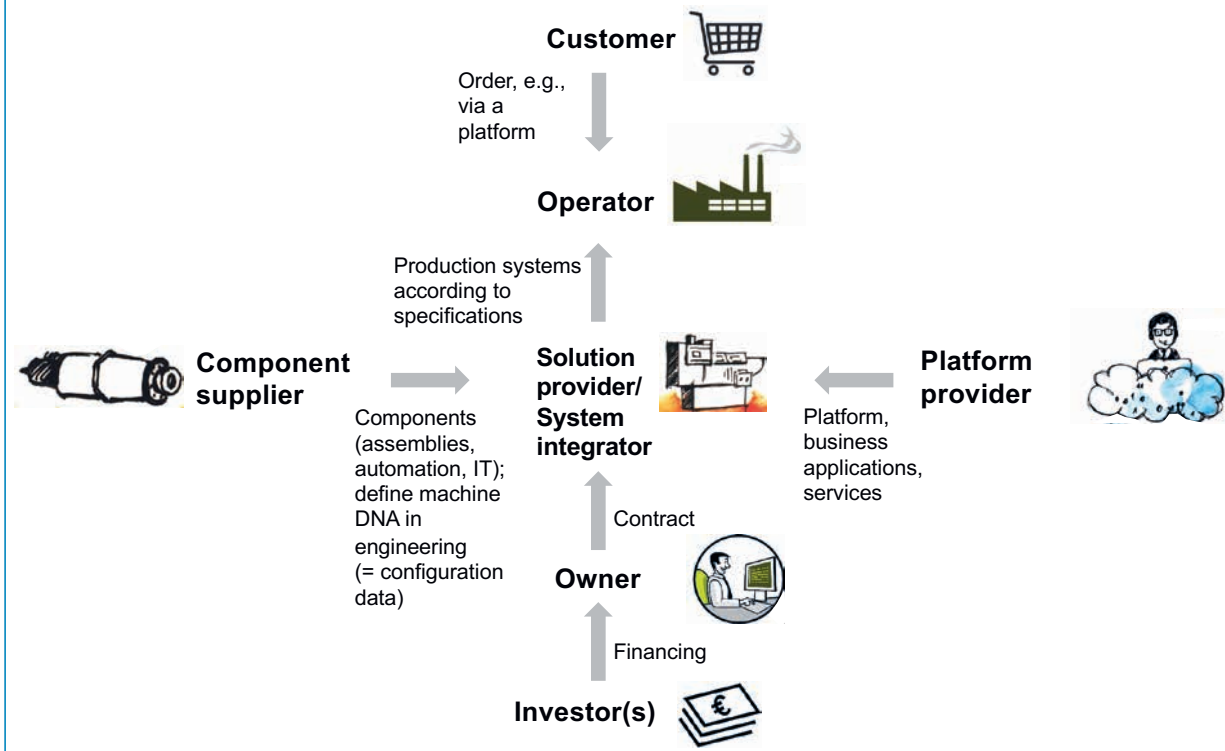 Customer
Order, e.g.,
via a
platform
Operator
Production systems
according to
specifications
Component
supplier
Components
(assemblies,
automation, IT);
define machine
DNA in
engineering
(= configuration
data)
Solution
provider/
System
integrator
Platform
provider
Platform,
business
applications,
services
Contract
Owner
Financing
Investor(s)
€